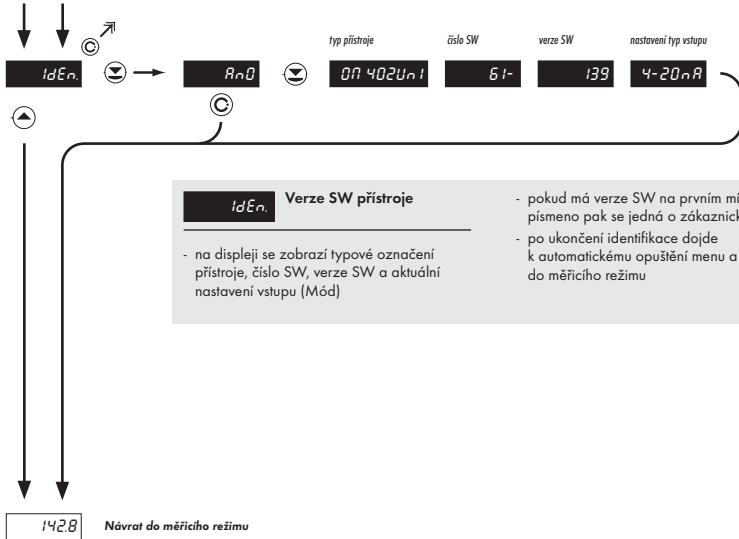 typ přístroje číslo SW verze SW nastavení typ vstupu
IdEn. AnO OM 402Un1 61- 139 4-20mA
IdEn. Verze SW přístroje
- na displeji se zobrazí typové označení
přístroje, číslo SW, verze SW a aktuální
nastavení vstupu (Mód)
- pokud má verze SW na prvním mí
písmeno pak se jedná o zákaznick
- po ukončení identifikace dojde
k automatickému opuštění menu a
do měřicího režimu
142.8 Návrat do měřicího režimu